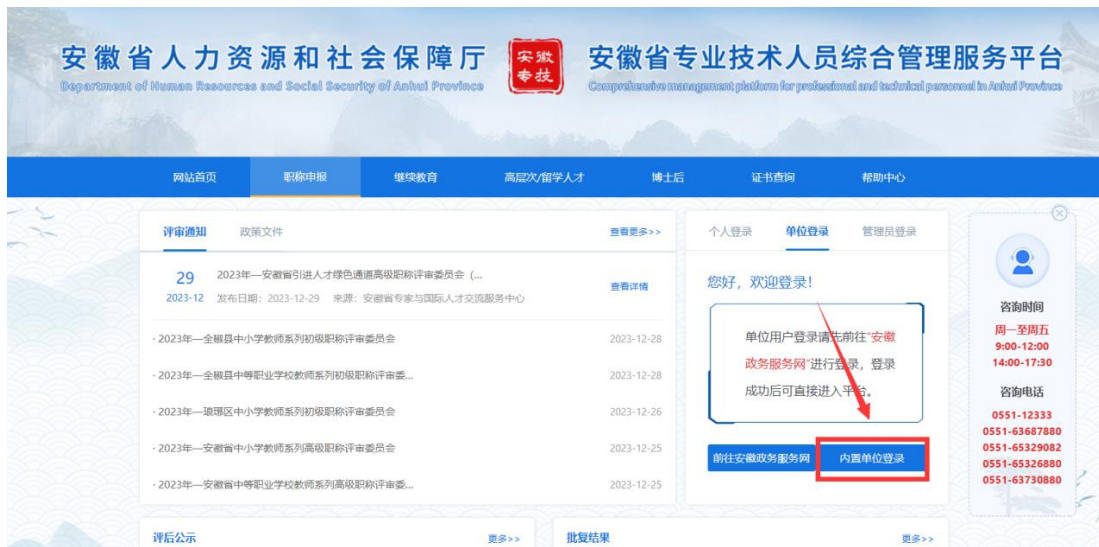 安徽省人力资源和社会保障厅
Department of Human Resources and Social Security of Anhui Province
安徽
专技
安徽省专业技术人员综合管理服务平台
Comprehensive management platform for professional and technical personnel in Anhui Province
网站首页 职称申报 继续教育 高层次/留学人才 博士后 证书查询 帮助中心
评审通知 政策文件 查看更多>>
29
2023-12
2023年—安徽省引进人才绿色通道高级职称评审委员会（...
发布日期：2023-12-29 来源：安徽省专家与国际人才交流服务中心
查看详情
· 2023年—全椒县中小学教师系列初级职称评审委员会 2023-12-28
· 2023年—全椒县中等职业学校教师系列初级职称评审委... 2023-12-28
· 2023年—琅琊区中小学教师系列初级职称评审委员会 2023-12-26
· 2023年—安徽省中小学教师系列高级职称评审委员会 2023-12-25
· 2023年—安徽省中等职业学校教师系列高级职称评审委... 2023-12-25
个人登录 单位登录 管理员登录
您好，欢迎登录！
单位用户登录请先前往"安徽
政务服务网"进行登录，登录
成功后可直接进入平台。
前往安徽政务服务网 内置单位登录
咨询时间
周一至周五
9:00-12:00
14:00-17:30
咨询电话
0551-12333
0551-63687880
0551-65329082
0551-65326880
0551-63730880
评后公示 更多>>
批复结果 更多>>